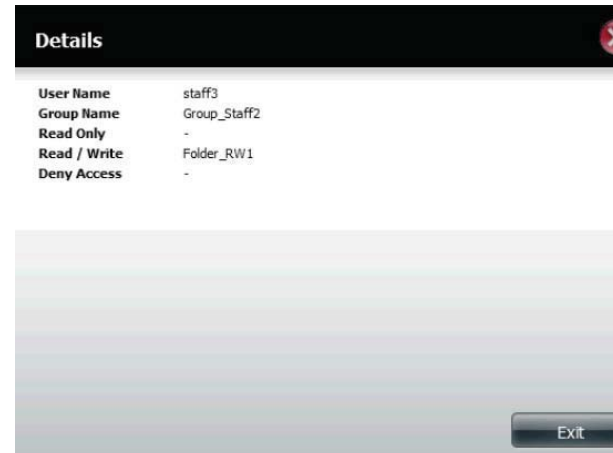 Details
User Name staff3
Group Name Group_Staff2
Read Only -
Read / Write Folder_RW1
Deny Access -
Exit